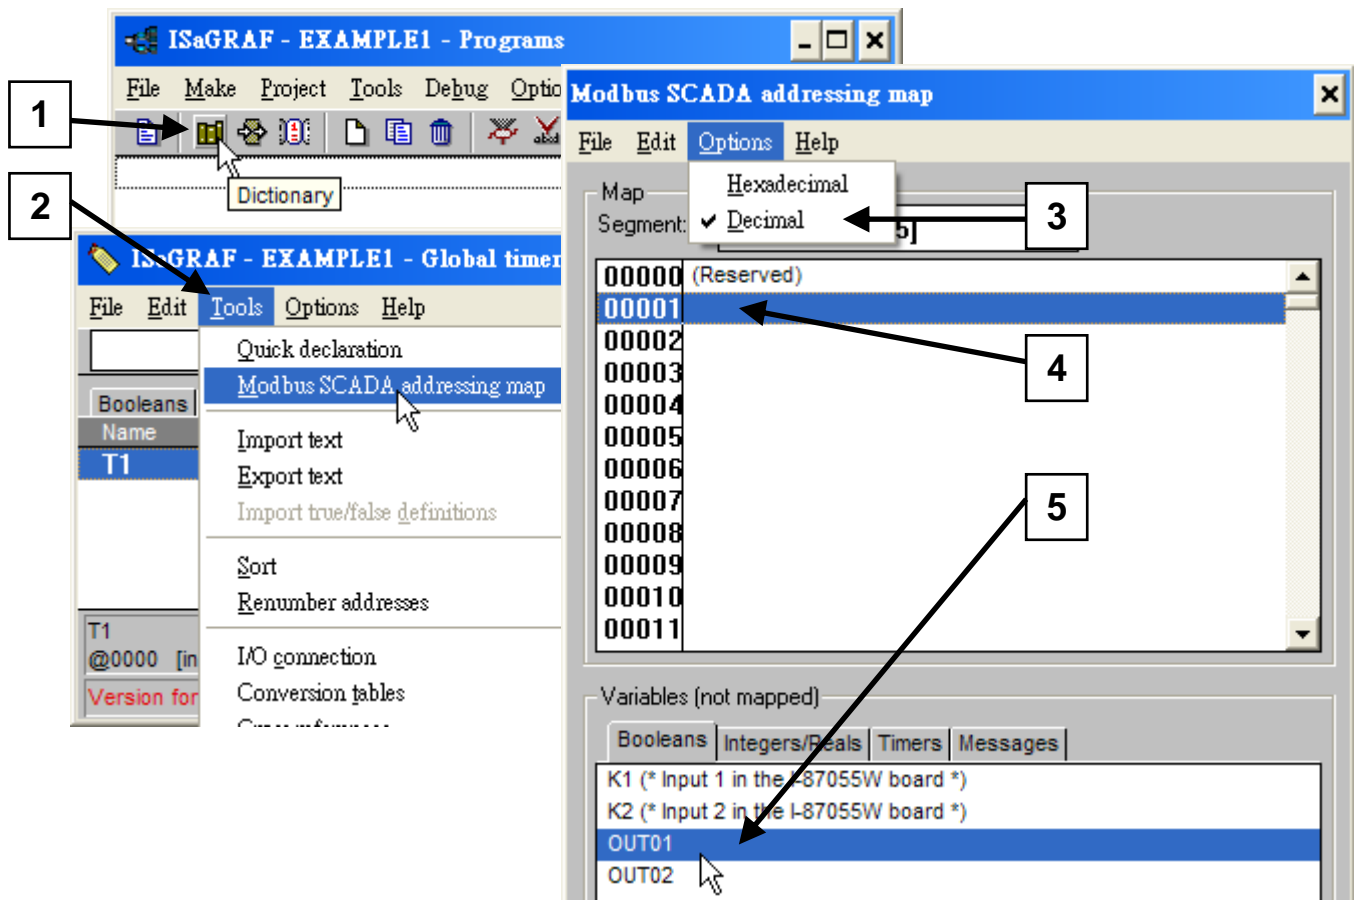 ISaGRAF - EXAMPLE1 - Programs
File Make Project Tools Debug Optio
1
Dictionary
2
ISaGRAF - EXAMPLE1 - Global timer
File Edit Tools Options Help
Quick declaration
Modbus SCADA addressing map
Import text
Export text
Import true/false definitions
Sort
Renumber addresses
I/O connection
Conversion tables
Booleans
Name
T1
T1
@0000 [in
Version for
Modbus SCADA addressing map
File Edit Options Help
Hexadecimal
Decimal
3
Map
Segment:
5]
00000 (Reserved)
00001
00002
00003
00004
00005
00006
00007
00008
00009
00010
00011
4
5
Variables (not mapped)
Booleans Integers/Reals Timers Messages
K1 (* Input 1 in the I-87055W board *)
K2 (* Input 2 in the I-87055W board *)
OUT01
OUT02